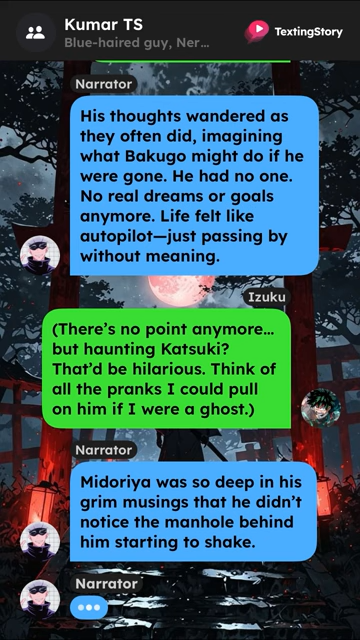 Kumar TS
Blue-haired guy, Ner...
TextingStory
Narrator
His thoughts wandered as
they often did, imagining
what Bakugo might do if he
were gone. He had no one.
No real dreams or goals
anymore. Life felt like
autopilot—just passing by
without meaning.
Izuku
(There's no point anymore...
but haunting Katsuki?
That'd be hilarious. Think of
all the pranks I could pull
on him if I were a ghost.)
Narrator
Midoriya was so deep in his
grim musings that he didn't
notice the manhole behind
him starting to shake.
Narrator